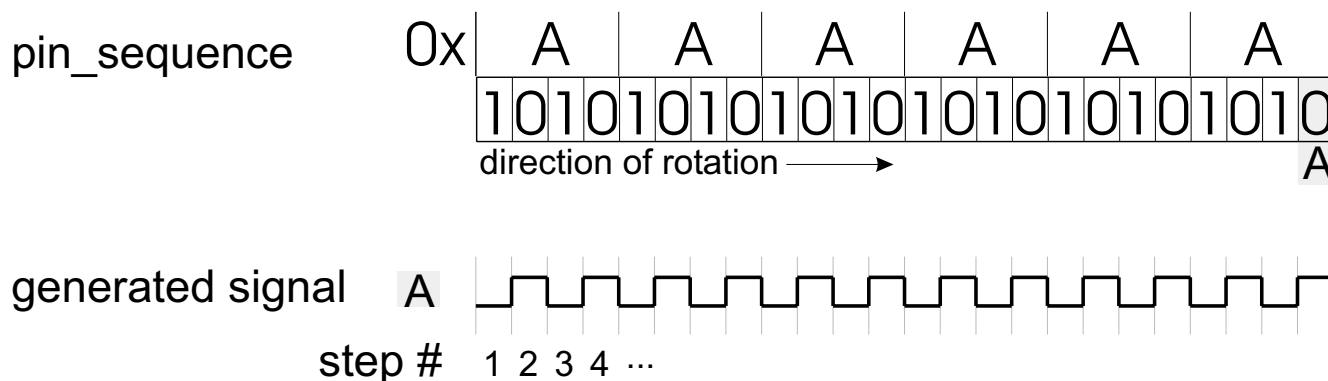 pin_sequence 0x A A A A A A
101010101010101010101010
direction of rotation
A
generated signal A
step # 1 2 3 4 ...